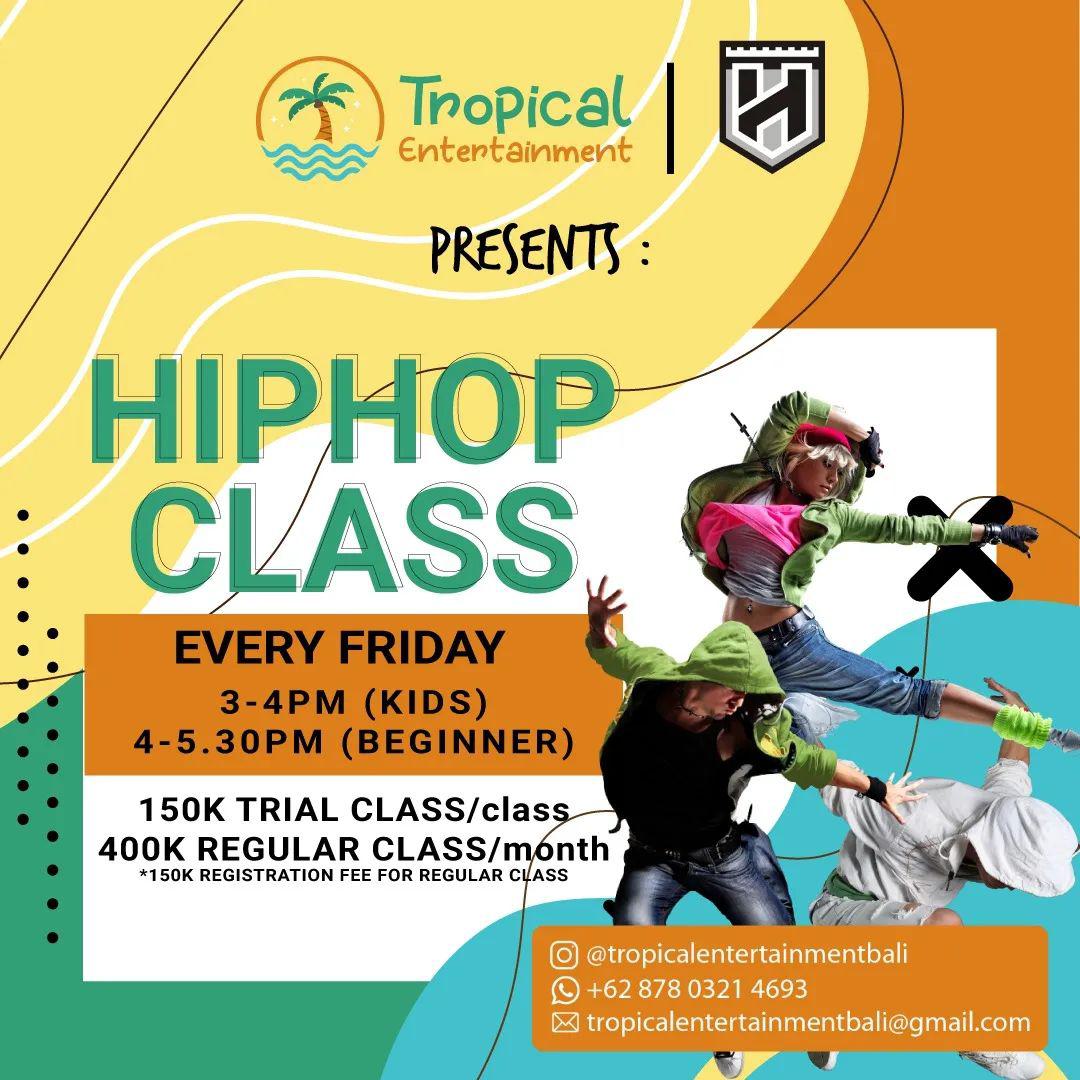 Tropical
Entertainment
H
PRESENTS :
HIPHOP
CLASS
EVERY FRIDAY
3-4PM (KIDS)
4-5.30PM (BEGINNER)
150K TRIAL CLASS/class
400K REGULAR CLASS/month
*150K REGISTRATION FEE FOR REGULAR CLASS
@tropicalentertainmentbali
+62 878 0321 4693
tropicalentertainmentbali@gmail.com